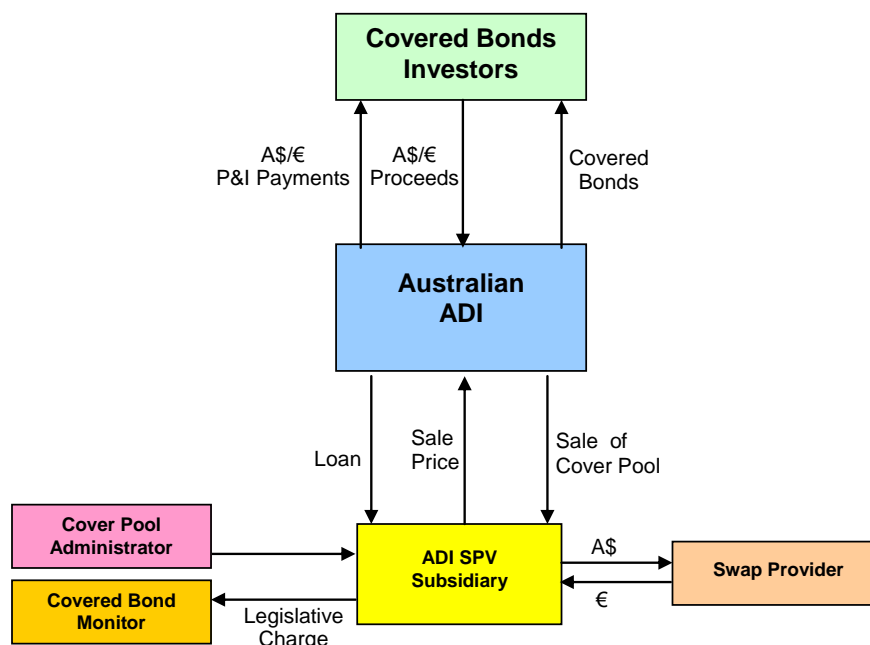 Covered Bonds
Investors
A$/€
P&I Payments
A$/€
Proceeds
Covered
Bonds
Australian
ADI
Loan
Sale
Price
Sale of
Cover Pool
Cover Pool
Administrator
ADI SPV
Subsidiary
A$
€
Swap Provider
Covered Bond
Monitor
Legislative
Charge